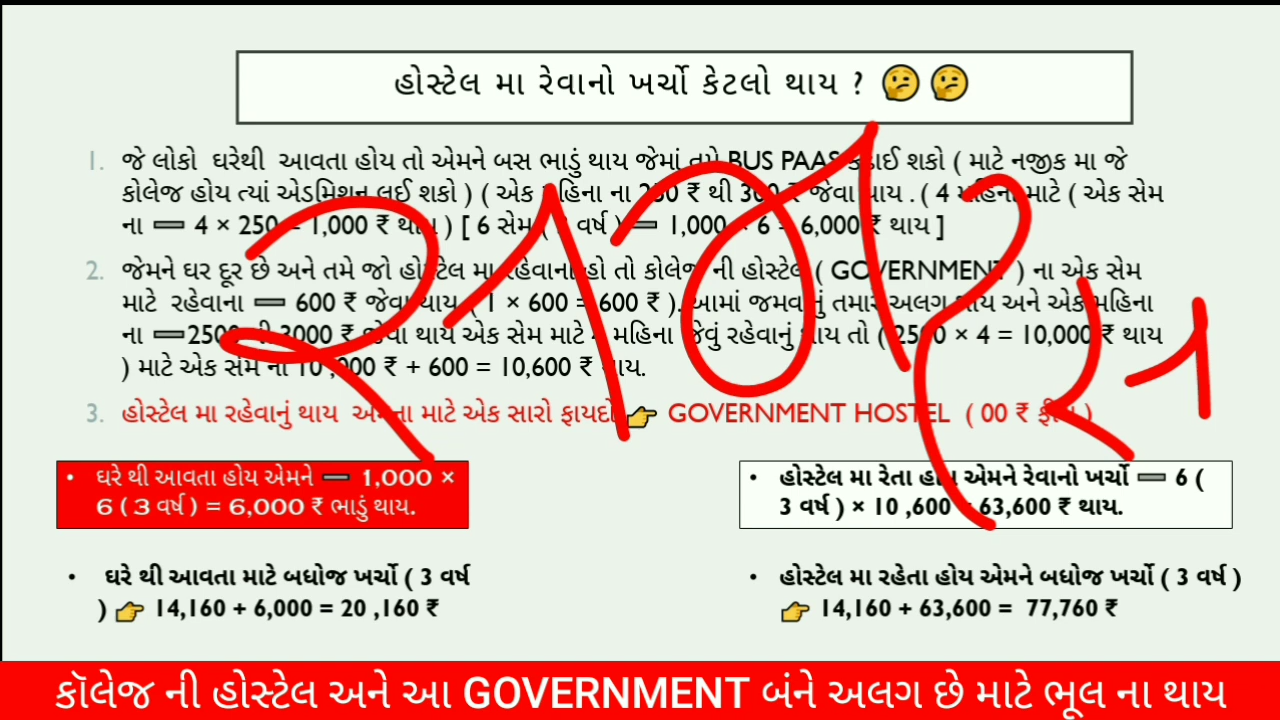 હોસ્ટેલ મા રેવાનો ખર્ચો કેટલો થાય ? 🤔 🤔
1. જે લોકો ઘરેથી આવતા હોય તો એમને બસ ભાડું થાય જેમાં તમે BUS PAAS કઢાઈ શકો ( માટે નજીક મા જે
કોલેજ હોય ત્યાં એડમિશન લઈ શકો ) ( એક મહિના ના 250 ₹ થી 300 ₹ જેવા થાય . ( 4 મહિના માટે ( એક સેમ
ના ➖ 4 × 250 = 1,000 ₹ થાય ) [ 6 સેમ ( 3 વર્ષ ) ➖ 1,000 × 6 = 6,000 ₹ થાય ]
2. જેમને ઘર દૂર છે અને તમે જો હોસ્ટેલ મા રહેવાના હો તો કોલેજ ની હોસ્ટેલ ( GOVERNMENT ) ના એક સેમ
માટે રહેવાના ➖ 600 ₹ જેવા થાય ( 1 × 600 = 600 ₹ ). આમાં જમવાનું તમારે અલગ થાય અને એક મહિના
ના ➖2500 થી 3000 ₹ જેવા થાય એક સેમ માટે 4 મહિના જેવું રહેવાનું થાય તો ( 2500 × 4 = 10,000 ₹ થાય
) માટે એક સેમ ના 10 ,000 ₹ + 600 = 10,600 ₹ થાય.
3. હોસ્ટેલ મા રહેવાનું થાય એમના માટે એક સારો ફાયદો 👉 GOVERNMENT HOSTEL ( 00 ₹ ફીસ )
• ઘરે થી આવતા હોય એમને ➖ 1,000 ×
6 ( 3 વર્ષ ) = 6,000 ₹ ભાડું થાય.
• હોસ્ટેલ મા રેતા હોય એમને રેવાનો ખર્ચો ➖ 6 (
3 વર્ષ ) × 10 ,600 = 63,600 ₹ થાય.
• ઘરે થી આવતા માટે બધોજ ખર્ચો ( 3 વર્ષ
) 👉 14,160 + 6,000 = 20 ,160 ₹
• હોસ્ટેલ મા રહેતા હોય એમને બધોજ ખર્ચો ( 3 વર્ષ )
👉 14,160 + 63,600 = 77,760 ₹
કૉલેજ ની હોસ્ટેલ અને આ GOVERNMENT બંને અલગ છે માટે ભૂલ ના થાય